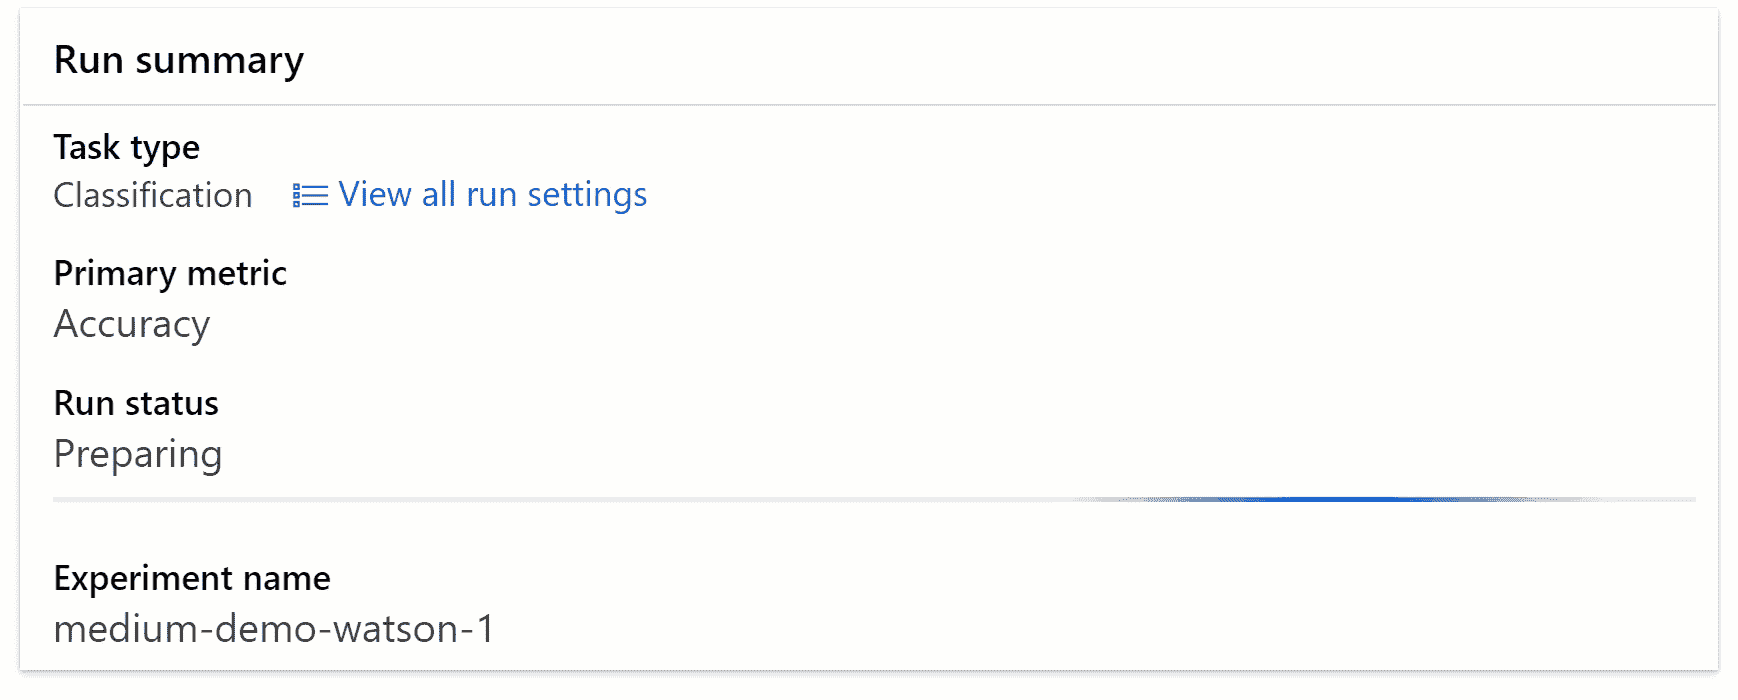 Run summary
Task type
Classification View all run settings
Primary metric
Accuracy
Run status
Preparing
Experiment name
medium-demo-watson-1